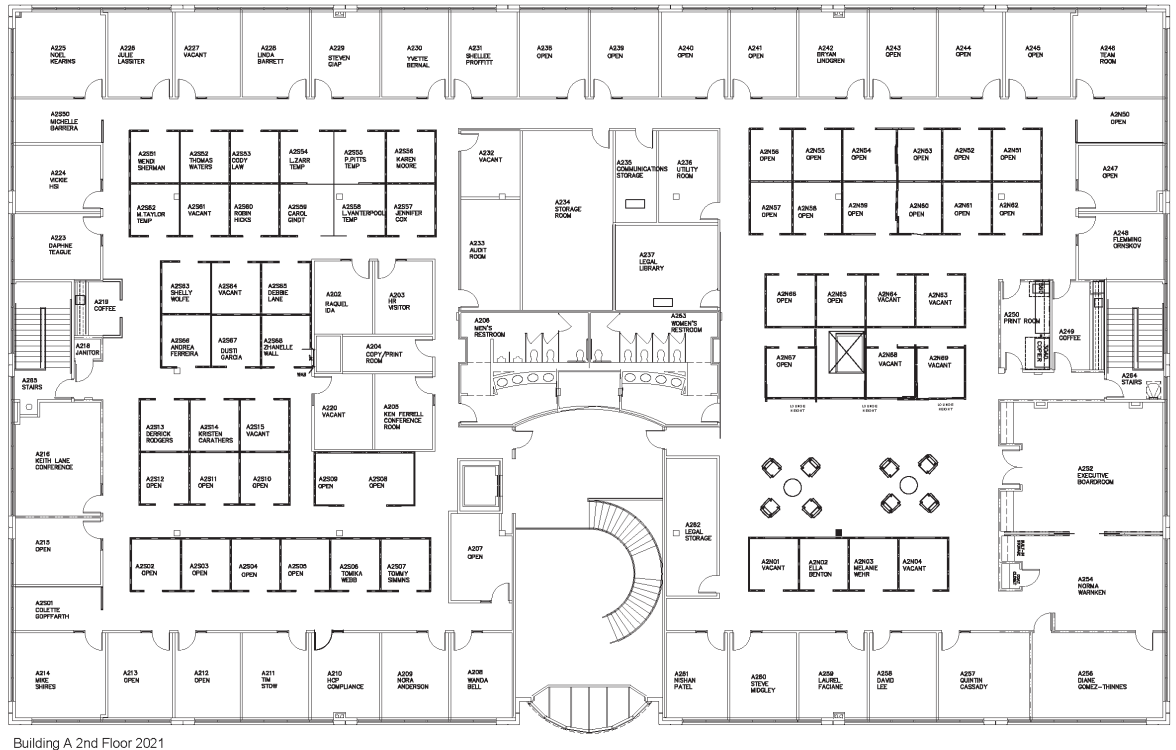 A225
NOEL
KEARINS
A226
JULIE
LASSITER
A227
VACANT
A228
LINDA
BARRETT
A229
STEVEN
GIAP
A230
YVETTE
BERNAL
A231
SHELLEE
PROFFITT
A238
OPEN
A239
OPEN
A240
OPEN
A241
OPEN
A242
BRYAN
LINDGREN
A243
OPEN
A244
OPEN
A245
OPEN
A246
TEAM
ROOM
A2S50
MICHELLE
BARRERA
A2N50
OPEN
A224
VICKIE
HSI
A2S51
WENDI
SHERMAN
A2S52
THOMAS
WATERS
A2S53
CODY
LAW
A2S54
L.ZARR
TEMP
A2S55
P.PITTS
TEMP
A2S56
KAREN
MOORE
A232
VACANT
A235
COMMUNICATIONS
STORAGE
A236
UTILITY
ROOM
A2N56
OPEN
A2N55
OPEN
A2N54
OPEN
A2N53
OPEN
A2N52
OPEN
A2N51
OPEN
A247
OPEN
A2S62
M.TAYLOR
TEMP
A2S61
VACANT
A2S60
ROBIN
HICKS
A2S59
CAROL
GINDT
A2S58
L.VANTERPOOL
TEMP
A2S57
JENNIFER
COX
A234
STORAGE
ROOM
A2N57
OPEN
A2N58
OPEN
A2N59
OPEN
A2N60
OPEN
A2N61
OPEN
A2N62
OPEN
A223
DAPHNE
TEAGUE
A233
AUDIT
ROOM
A237
LEGAL
LIBRARY
A248
FLEMMING
ORNSKOV
A219
COFFEE
A2S63
SHELLY
WOLFE
A2S64
VACANT
A2S65
DEBBIE
LANE
A202
RAQUEL
IDA
A203
HR
VISITOR
A2N66
OPEN
A2N65
OPEN
A2N64
VACANT
A2N63
VACANT
A250
PRINT ROOM
A249
COFFEE
A218
JANITOR
A2S66
ANDREA
FERREIRA
A2S67
DUSTI
GARCIA
A2S68
ZHANELLE
WALL
A204
COPY/PRINT
ROOM
A206
MEN'S
RESTROOM
A263
WOMEN'S
RESTROOM
A2N67
OPEN
A2N68
VACANT
A2N69
VACANT
COPIER
A265
STAIRS
A264
STAIRS
A220
VACANT
A205
KEN FERRELL
CONFERENCE
ROOM
A2S13
DERRICK
RODGERS
A2S14
KRISTEN
CARATHERS
A2S15
VACANT
A216
KEITH LANE
CONFERENCE
A2S12
OPEN
A2S11
OPEN
A2S10
OPEN
A2S09
OPEN
A2S08
OPEN
A252
EXECUTIVE
BOARDROOM
A215
OPEN
A207
OPEN
A262
LEGAL
STORAGE
A2S02
OPEN
A2S03
OPEN
A2S04
OPEN
A2S05
OPEN
A2S06
TOMIKA
WEBB
A2S07
TOMMY
SIMMNS
A2N01
VACANT
A2N02
ELLA
BENTON
A2N03
MELANIE
WEHR
A2N04
VACANT
A254
NORMA
WARNKEN
A2S01
COLETTE
GOPFFARTH
A214
MIKE
SHIRES
A213
OPEN
A212
OPEN
A211
TIM
STOW
A210
HCP
COMPLIANCE
A209
NORA
ANDERSON
A208
WANDA
BELL
A261
NISHAN
PATEL
A260
STEVE
MIDGLEY
A259
LAUREL
FACIANE
A258
DAVID
LEE
A257
QUINTIN
CASSADY
A256
DIANE
GOMEZ-THINNES
Building A 2nd Floor 2021